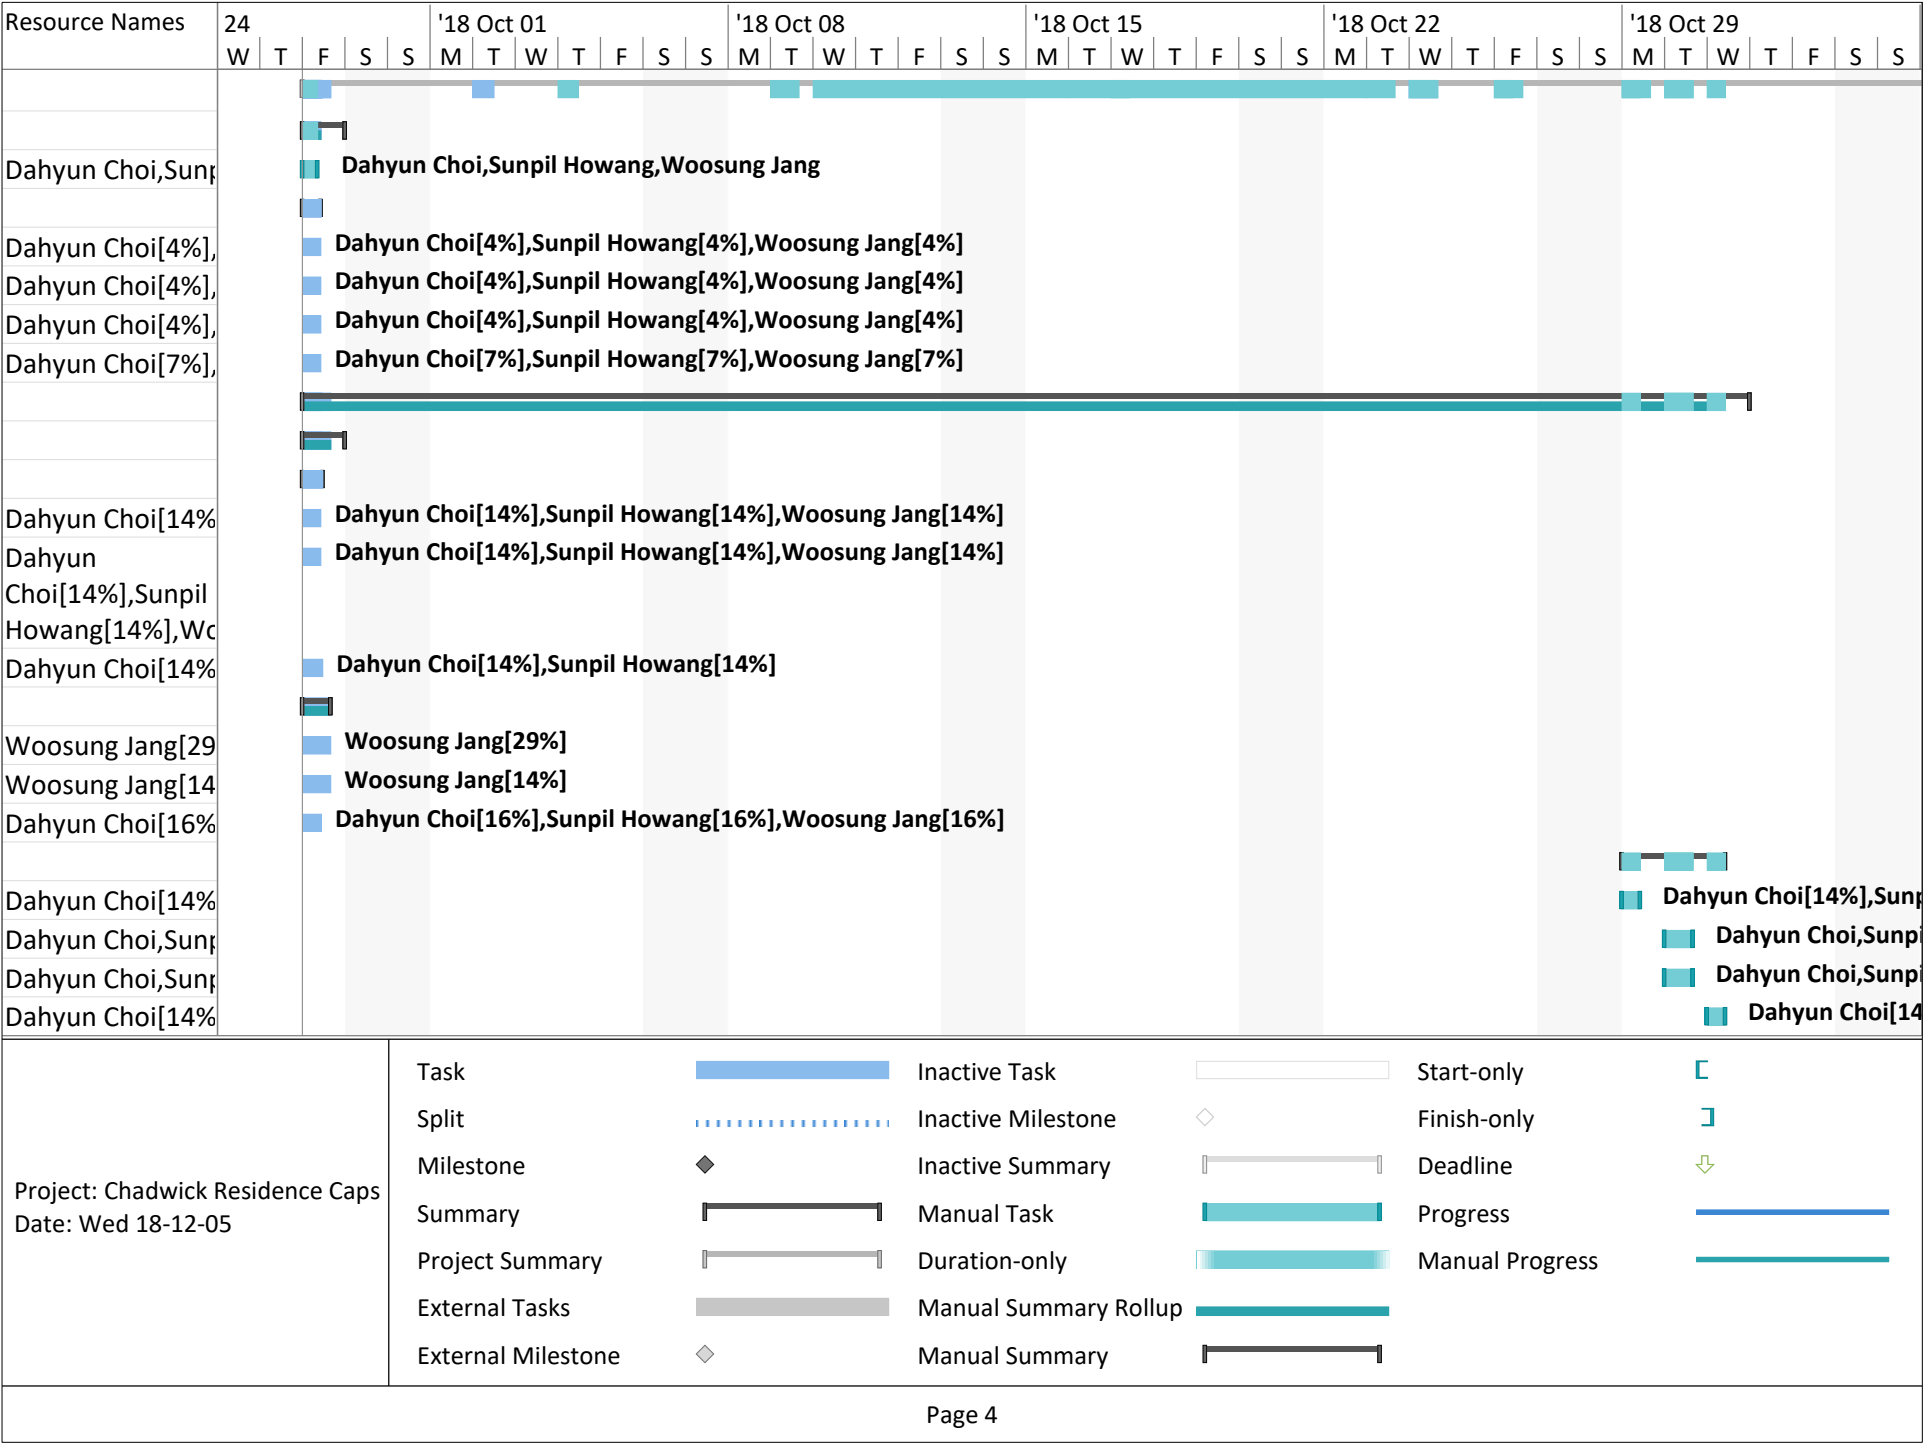 Resource Names 24 '18 Oct 01 '18 Oct 08 '18 Oct 15 '18 Oct 22 '18 Oct 29
W T F S S M T W T F S S M T W T F S S M T W T F S S M T W T F S S M T W T F S S
Dahyun Choi,Sunp Dahyun Choi,Sunpil Howang,Woosung Jang
Dahyun Choi[4%], Dahyun Choi[4%],Sunpil Howang[4%],Woosung Jang[4%]
Dahyun Choi[4%], Dahyun Choi[4%],Sunpil Howang[4%],Woosung Jang[4%]
Dahyun Choi[4%], Dahyun Choi[4%],Sunpil Howang[4%],Woosung Jang[4%]
Dahyun Choi[7%], Dahyun Choi[7%],Sunpil Howang[7%],Woosung Jang[7%]
Dahyun Choi[14% Dahyun Choi[14%],Sunpil Howang[14%],Woosung Jang[14%]
Dahyun Dahyun Choi[14%],Sunpil Howang[14%],Woosung Jang[14%]
Choi[14%],Sunpil
Howang[14%],Wo
Dahyun Choi[14% Dahyun Choi[14%],Sunpil Howang[14%]
Woosung Jang[29 Woosung Jang[29%]
Woosung Jang[14 Woosung Jang[14%]
Dahyun Choi[16% Dahyun Choi[16%],Sunpil Howang[16%],Woosung Jang[16%]
Dahyun Choi[14% Dahyun Choi[14%],Sunp
Dahyun Choi,Sunp Dahyun Choi,Sunpi
Dahyun Choi,Sunp Dahyun Choi,Sunpi
Dahyun Choi[14% Dahyun Choi[14
Project: Chadwick Residence Caps
Date: Wed 18-12-05
Task
Split
Milestone
Summary
Project Summary
External Tasks
External Milestone
Inactive Task
Inactive Milestone
Inactive Summary
Manual Task
Duration-only
Manual Summary Rollup
Manual Summary
Start-only
Finish-only
Deadline
Progress
Manual Progress
Page 4